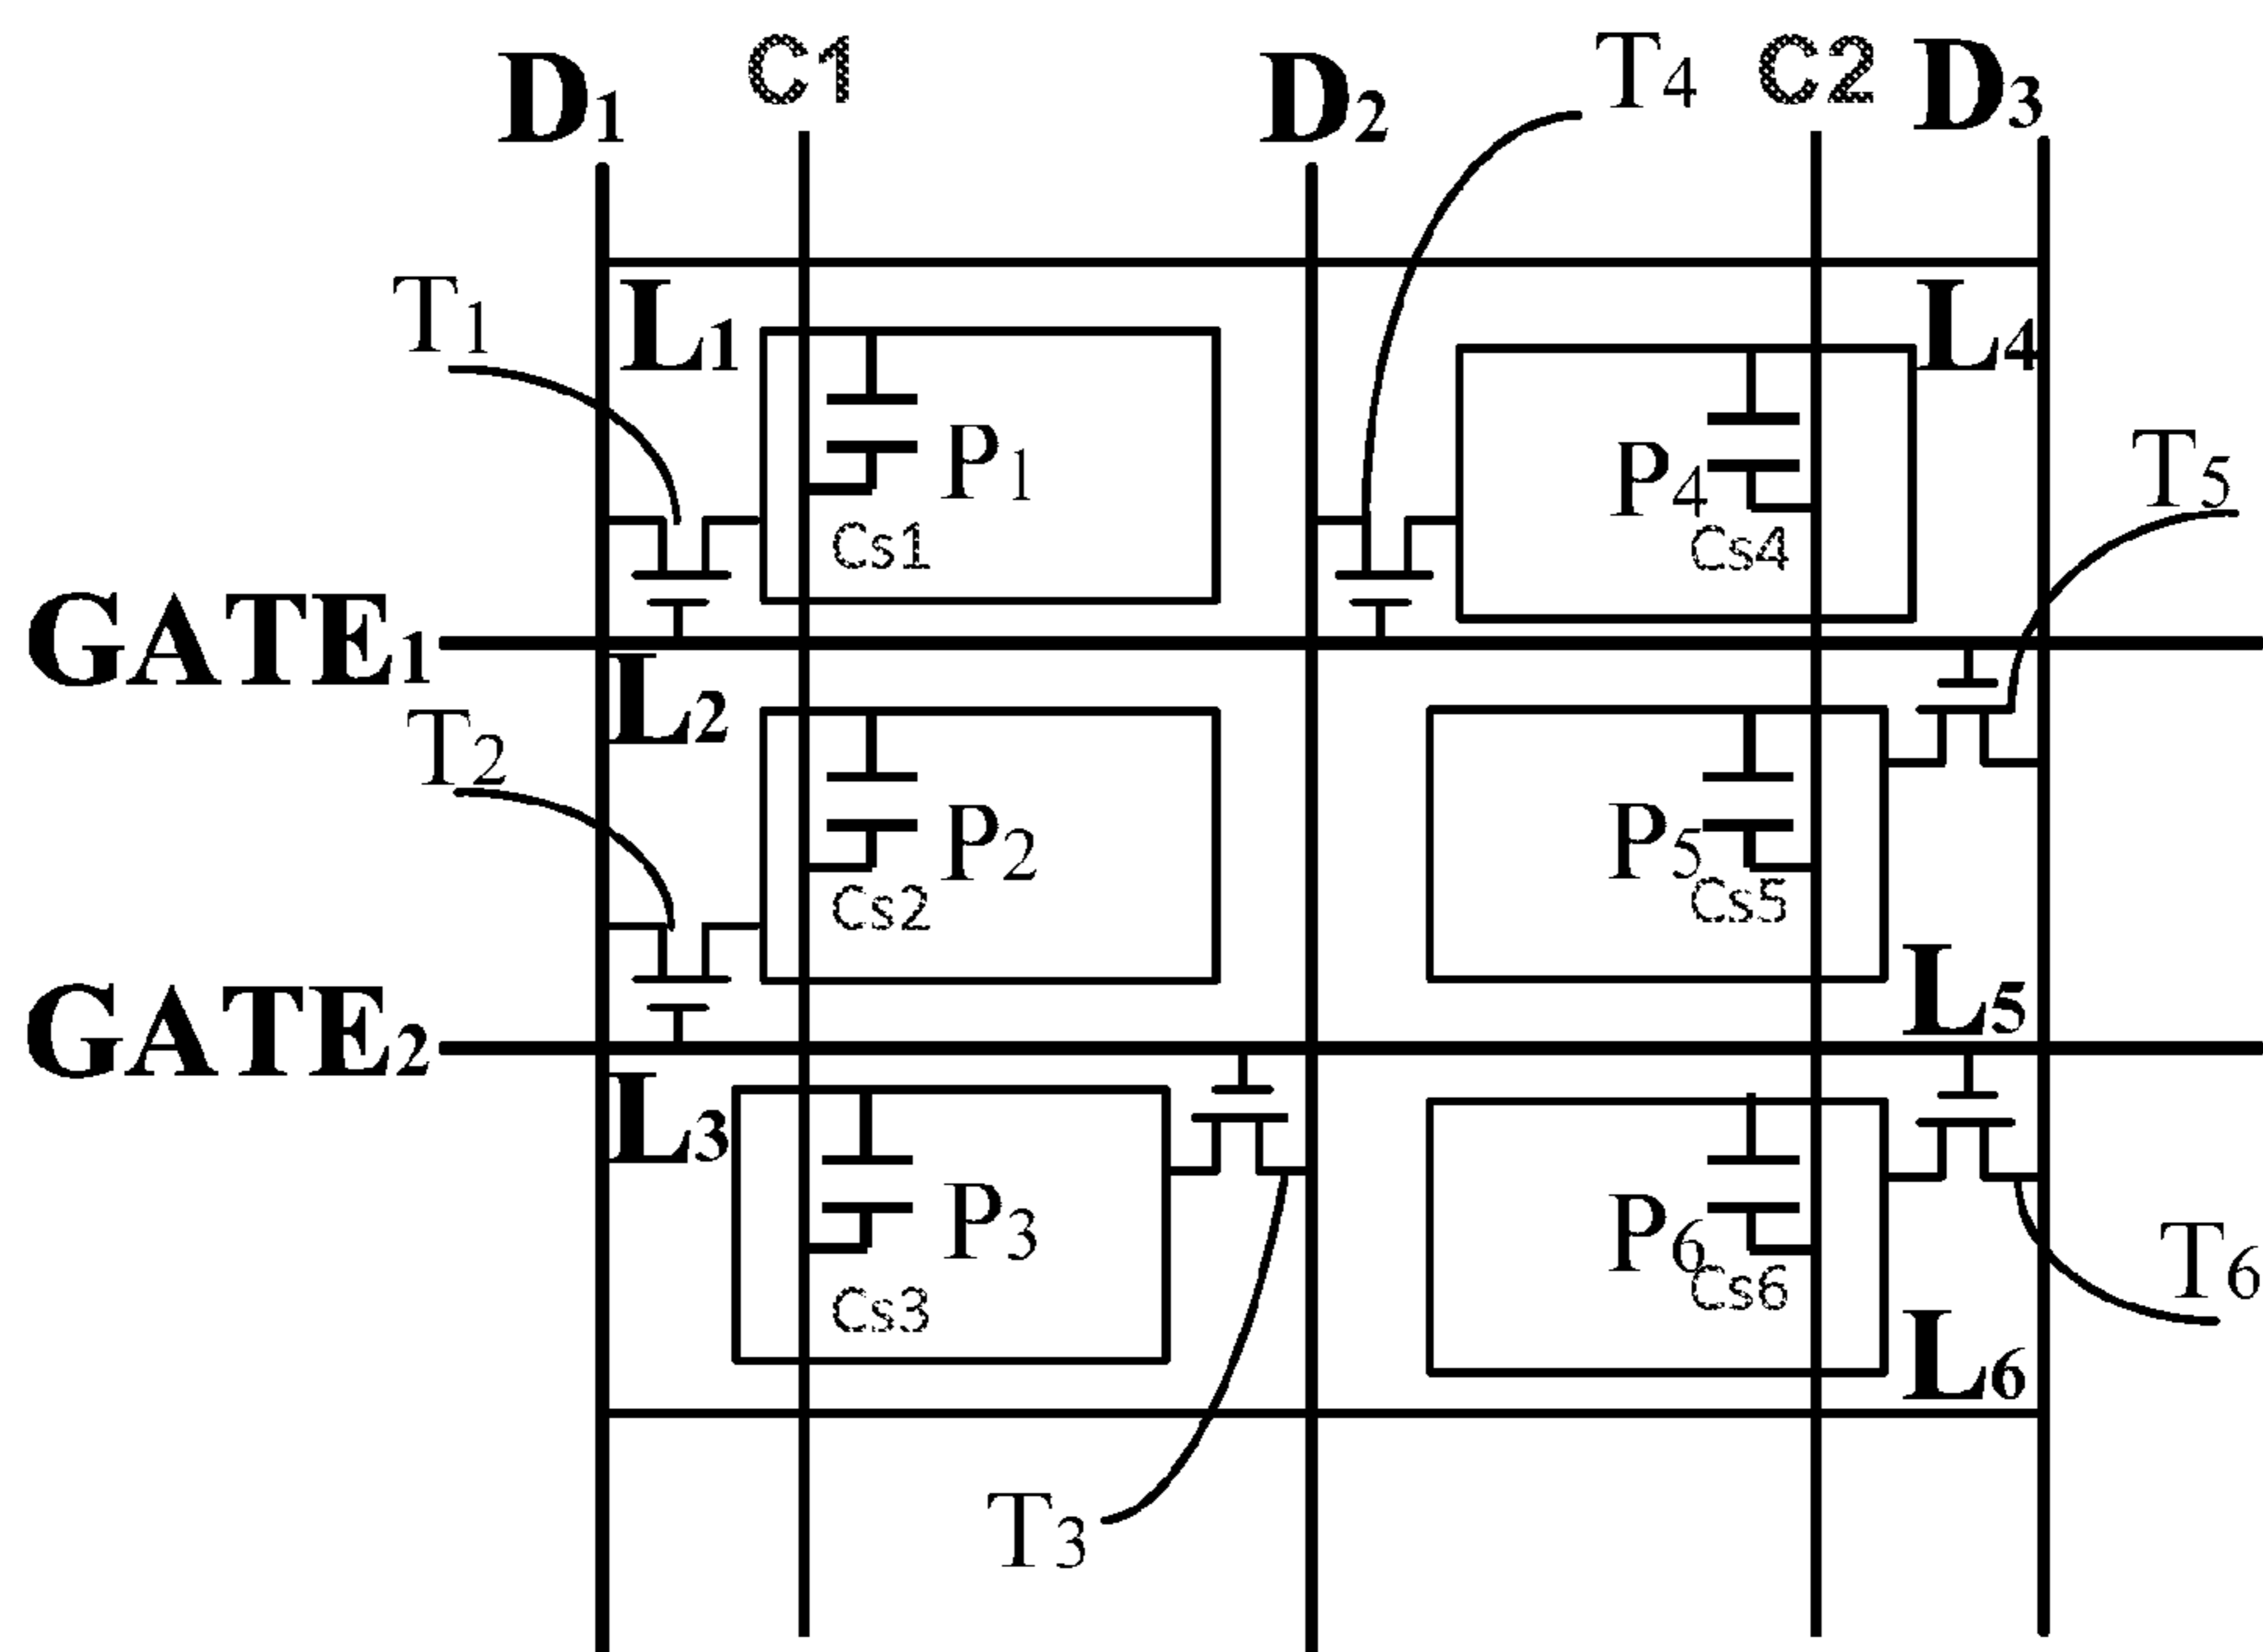 D1 C1 D2 T4 C2 D3
T1 L1 L4
P1 P4 T5
Cs1 Cs4
GATE1
L2
T2 P2 P5
Cs2 Cs5
L5
GATE2
L3
P3 P6
Cs3 Cs6 T6
L6
T3